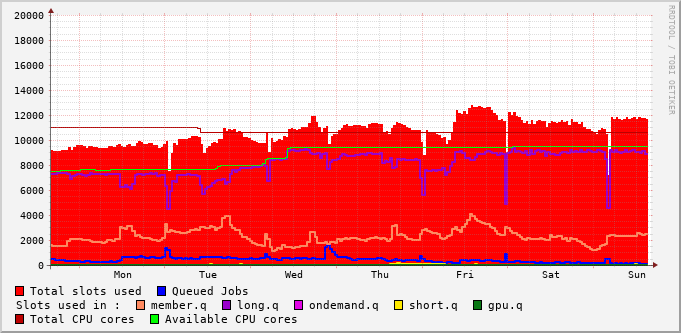 20000
18000
16000
14000
12000
10000
8000
6000
4000
2000
0
Mon Tue Wed Thu Fri Sat Sun
RRDTOOL / TOBI OETIKER
Total slots used Queued Jobs
Slots used in : member.q long.q ondemand.q short.q gpu.q
Total CPU cores Available CPU cores